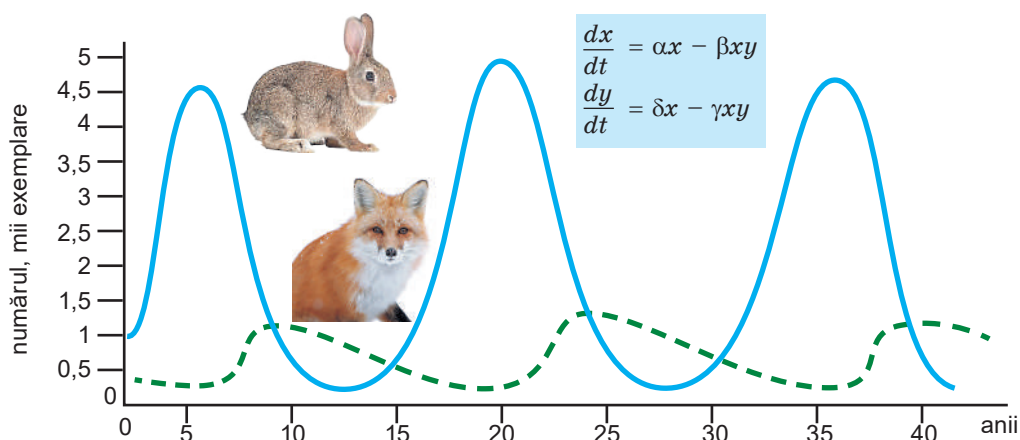 numărul, mii exemplare
5
4,5
4
3,5
3
2,5
2
1,5
1
0,5
0
dx/dt = αx − βxy
dy/dt = δx − γxy
0 5 10 15 20 25 30 35 40 anii